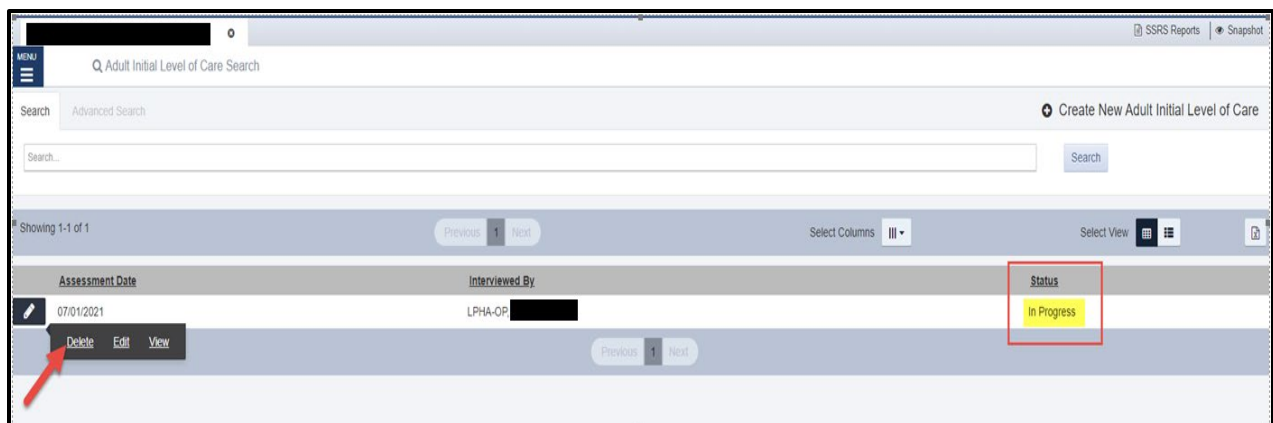 SSRS Reports Snapshot
MENU
Adult Initial Level of Care Search
Search Advanced Search Create New Adult Initial Level of Care
Search... Search
Showing 1-1 of 1 Previous 1 Next Select Columns Select View
Assessment Date Interviewed By Status
07/01/2021 LPHA-OP, In Progress
Delete Edit View
Previous 1 Next